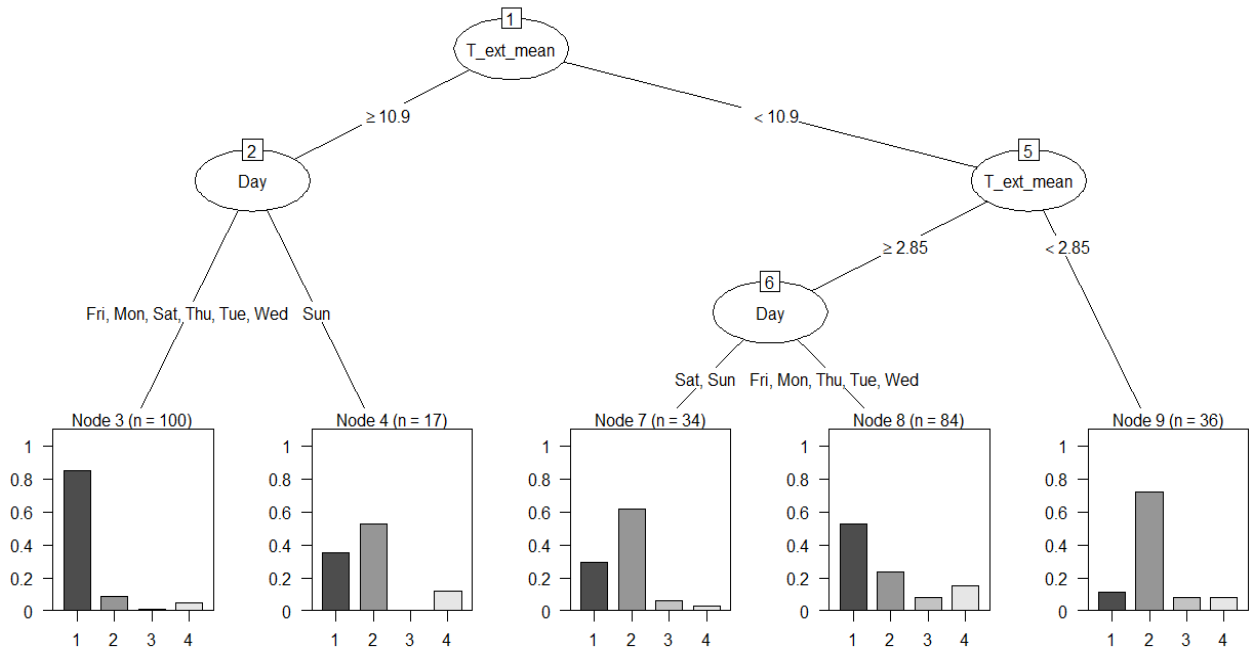 1
T_ext_mean
≥ 10.9
< 10.9
2
Day
5
T_ext_mean
≥ 2.85
< 2.85
6
Day
Fri, Mon, Sat, Thu, Tue, Wed
Sun
Sat, Sun
Fri, Mon, Thu, Tue, Wed
Node 3 (n = 100)
1
0.8
0.6
0.4
0.2
0
1 2 3 4
Node 4 (n = 17)
1
0.8
0.6
0.4
0.2
0
1 2 3 4
Node 7 (n = 34)
1
0.8
0.6
0.4
0.2
0
1 2 3 4
Node 8 (n = 84)
1
0.8
0.6
0.4
0.2
0
1 2 3 4
Node 9 (n = 36)
1
0.8
0.6
0.4
0.2
0
1 2 3 4